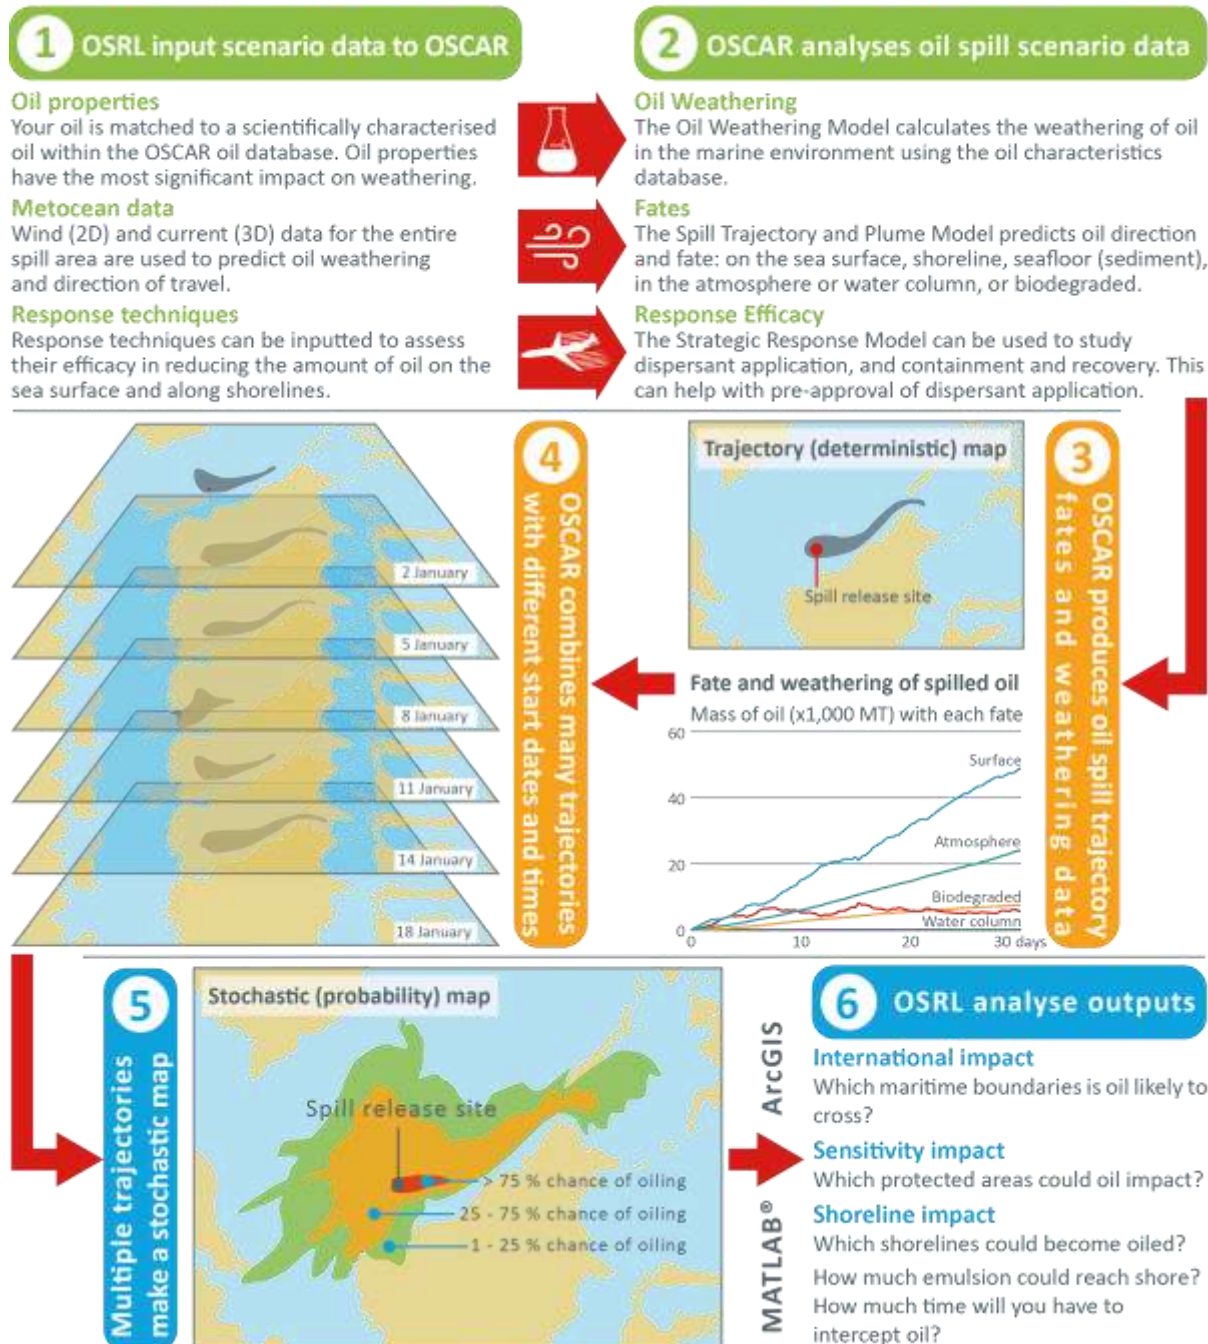 1 OSRL input scenario data to OSCAR
Oil properties
Your oil is matched to a scientifically characterised
oil within the OSCAR oil database. Oil properties
have the most significant impact on weathering.
Metocean data
Wind (2D) and current (3D) data for the entire
spill area are used to predict oil weathering
and direction of travel.
Response techniques
Response techniques can be inputted to assess
their efficacy in reducing the amount of oil on the
sea surface and along shorelines.
2 OSCAR analyses oil spill scenario data
Oil Weathering
The Oil Weathering Model calculates the weathering of oil
in the marine environment using the oil characteristics
database.
Fates
The Spill Trajectory and Plume Model predicts oil direction
and fate: on the sea surface, shoreline, seafloor (sediment),
in the atmosphere or water column, or biodegraded.
Response Efficacy
The Strategic Response Model can be used to study
dispersant application, and containment and recovery. This
can help with pre-approval of dispersant application.
3
OSCAR produces oil spill trajectory
fates and weathering data
Trajectory (deterministic) map
Spill release site
Fate and weathering of spilled oil
Mass of oil (x1,000 MT) with each fate
60
40
20
0
Surface
Atmosphere
Biodegraded
Water column
0 10 20 30 days
4
OSCAR combines many trajectories
with different start dates and times
2 January
5 January
8 January
11 January
14 January
18 January
5
Multiple trajectories
make a stochastic map
Stochastic (probability) map
Spill release site
> 75 % chance of oiling
25 - 75 % chance of oiling
1 - 25 % chance of oiling
ArcGIS
MATLAB®
6 OSRL analyse outputs
International impact
Which maritime boundaries is oil likely to
cross?
Sensitivity impact
Which protected areas could oil impact?
Shoreline impact
Which shorelines could become oiled?
How much emulsion could reach shore?
How much time will you have to
intercept oil?